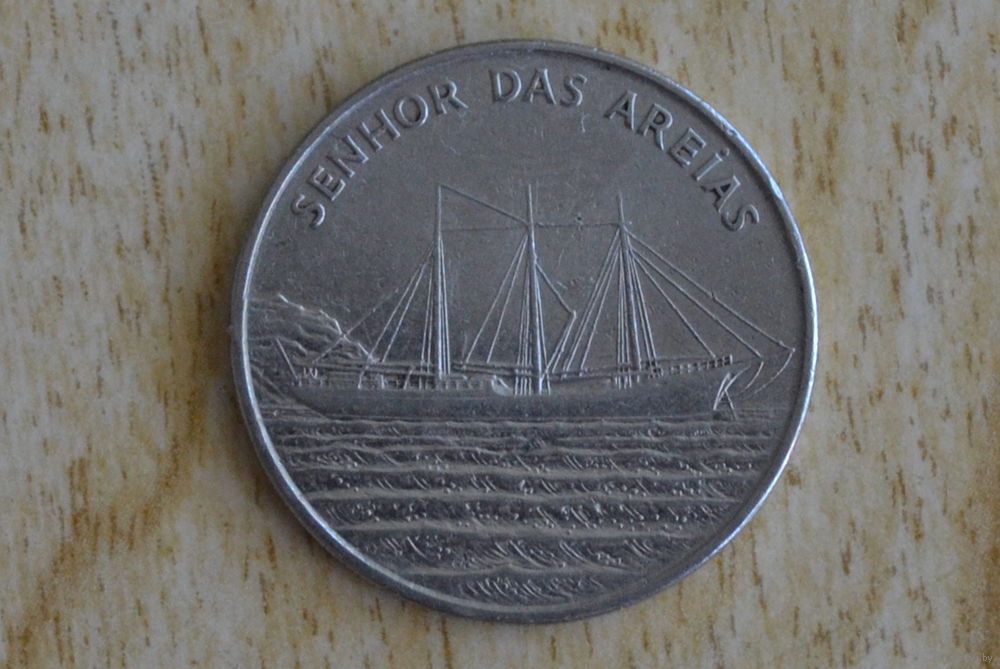 SENHOR DAS AREiAS